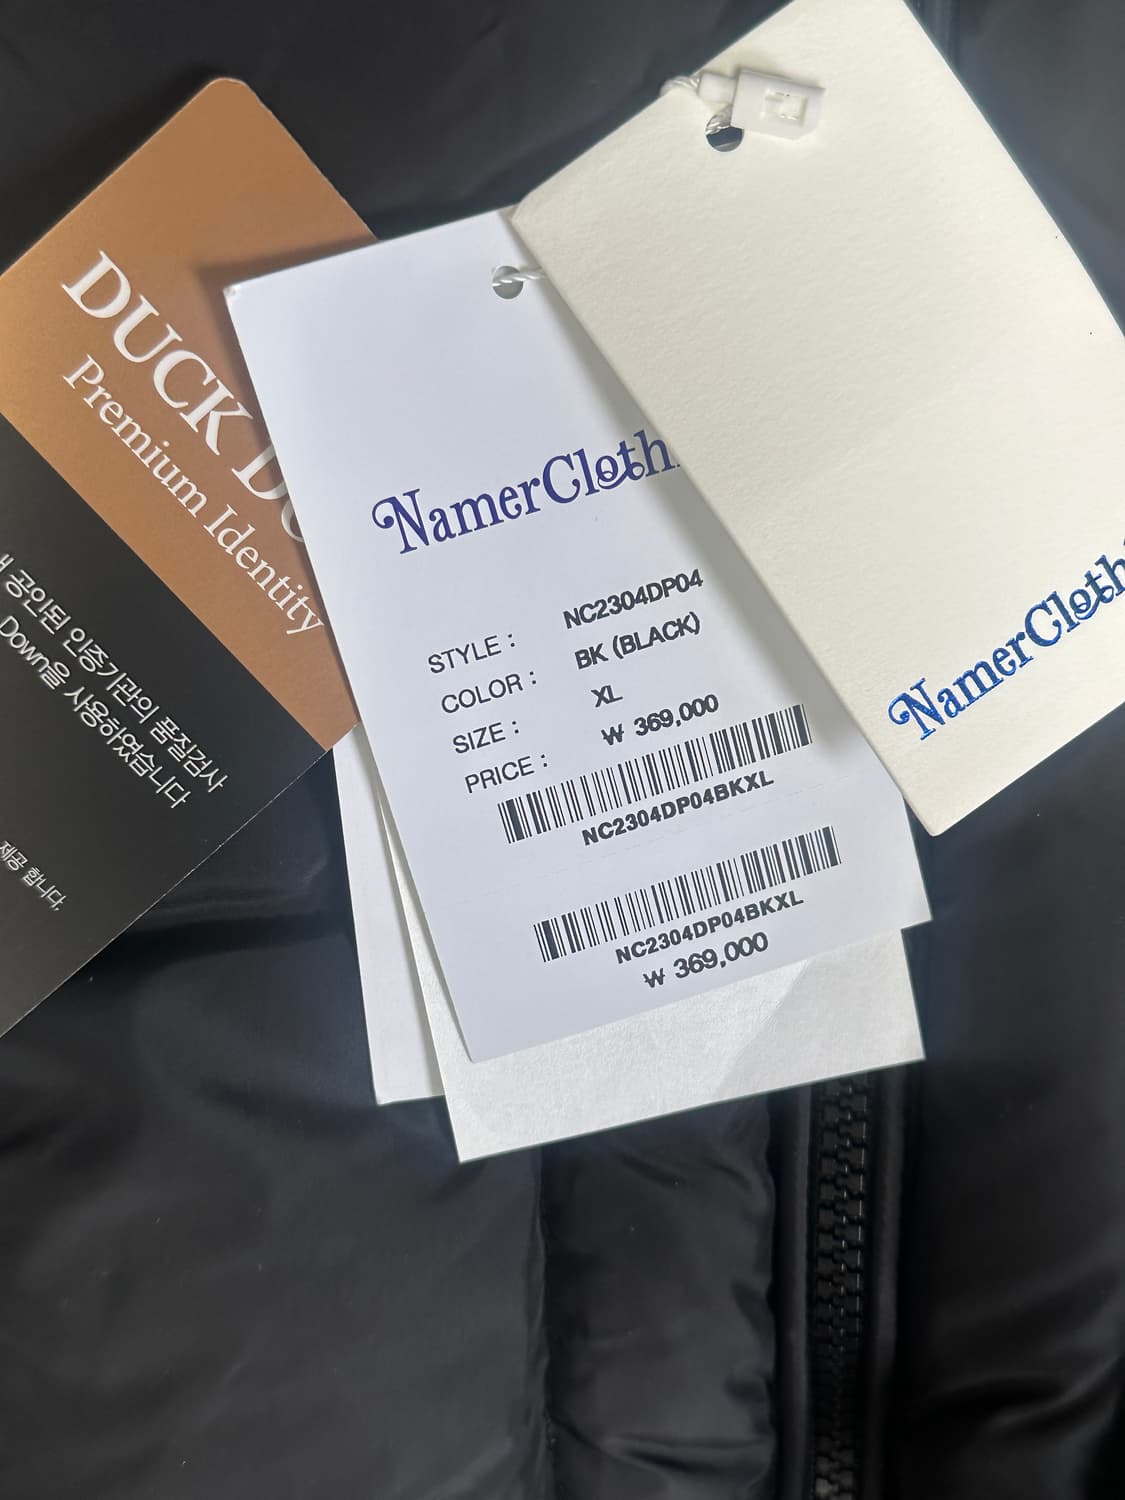 DUCK
Premium Identity
공인된 인증기관의 품질검사
Down을 사용하였습니다
제공 합니다,
NamerCloth
STYLE : NC2304DP04
COLOR : BK (BLACK)
SIZE : XL
PRICE : ₩ 369,000
NC2304DP04BKXL
NC2304DP04BKXL
₩ 369,000
NamerCloth